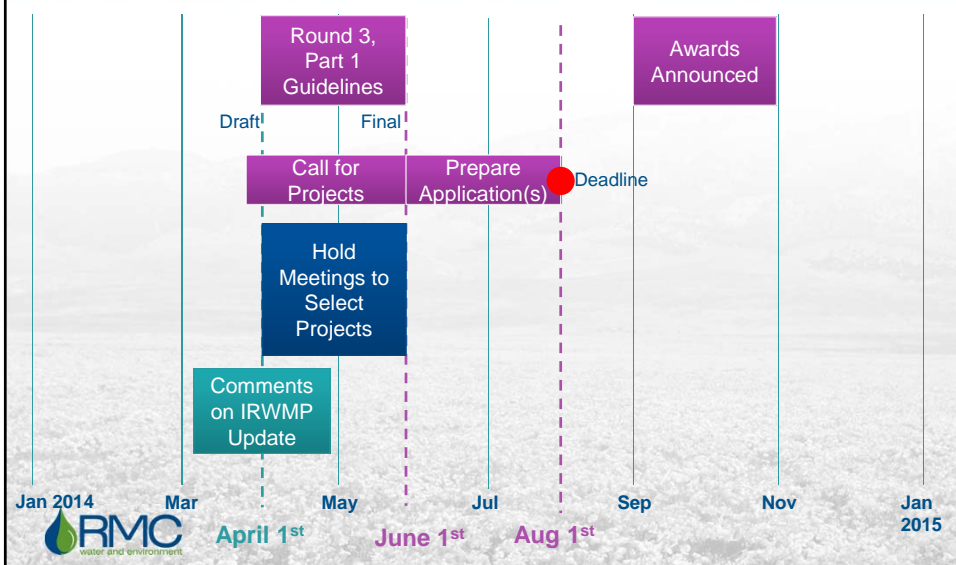 Round 3,
Part 1
Guidelines
Awards
Announced
Draft
Final
Call for
Projects
Prepare
Application(s)
Deadline
Hold
Meetings to
Select
Projects
Comments
on IRWMP
Update
Jan 2014
Mar
May
Jul
Sep
Nov
Jan
2015
RMC
water and environment
April 1st
June 1st
Aug 1st